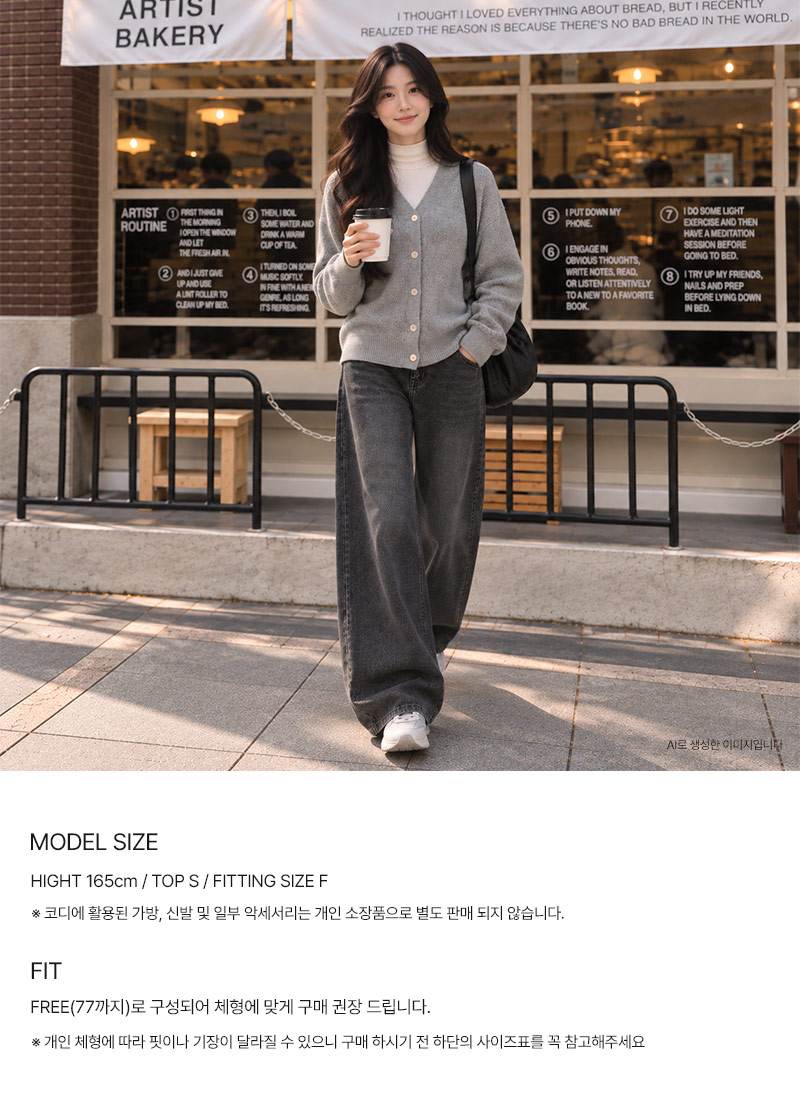 ARTIST
BAKERY
I THOUGHT I LOVED EVERYTHING ABOUT BREAD, BUT I RECENTLY
REALIZED THE REASON IS BECAUSE THERE'S NO BAD BREAD IN THE WORLD.
ARTIST
ROUTINE
① FIRST THING IN
THE MORNING
I OPEN THE WINDOW
AND LET
THE FRESH AIR IN.
② AND I JUST GIVE
UP AND USE
A LINT ROLLER TO
CLEAN UP MY BED.
③ THEN, I BOIL
SOME WATER AND
DRINK A WARM
CUP OF TEA.
④ I TURNED ON SOME
MUSIC SOFTLY.
IN FINE WITH A NEW
GENRE, AS LONG
IT'S REFRESHING.
⑤ I PUT DOWN MY
PHONE.
⑥ I ENGAGE IN
OBVIOUS THOUGHTS,
WRITE NOTES, READ,
OR LISTEN ATTENTIVELY
TO A NEW TO A FAVORITE
BOOK.
⑦ I DO SOME LIGHT
EXERCISE AND THEN
HAVE A MEDITATION
SESSION BEFORE
GOING TO BED.
⑧ I TRY UP MY FRIENDS,
NAILS AND PREP
BEFORE LYING DOWN
IN BED.
AI로 생성한 이미지입니다
MODEL SIZE
HIGHT 165cm / TOP S / FITTING SIZE F
※ 코디에 활용된 가방, 신발 및 일부 악세서리는 개인 소장품으로 별도 판매 되지 않습니다.
FIT
FREE(77까지)로 구성되어 체형에 맞게 구매 권장 드립니다.
※ 개인 체형에 따라 핏이나 기장이 달라질 수 있으니 구매 하시기 전 하단의 사이즈표를 꼭 참고해주세요